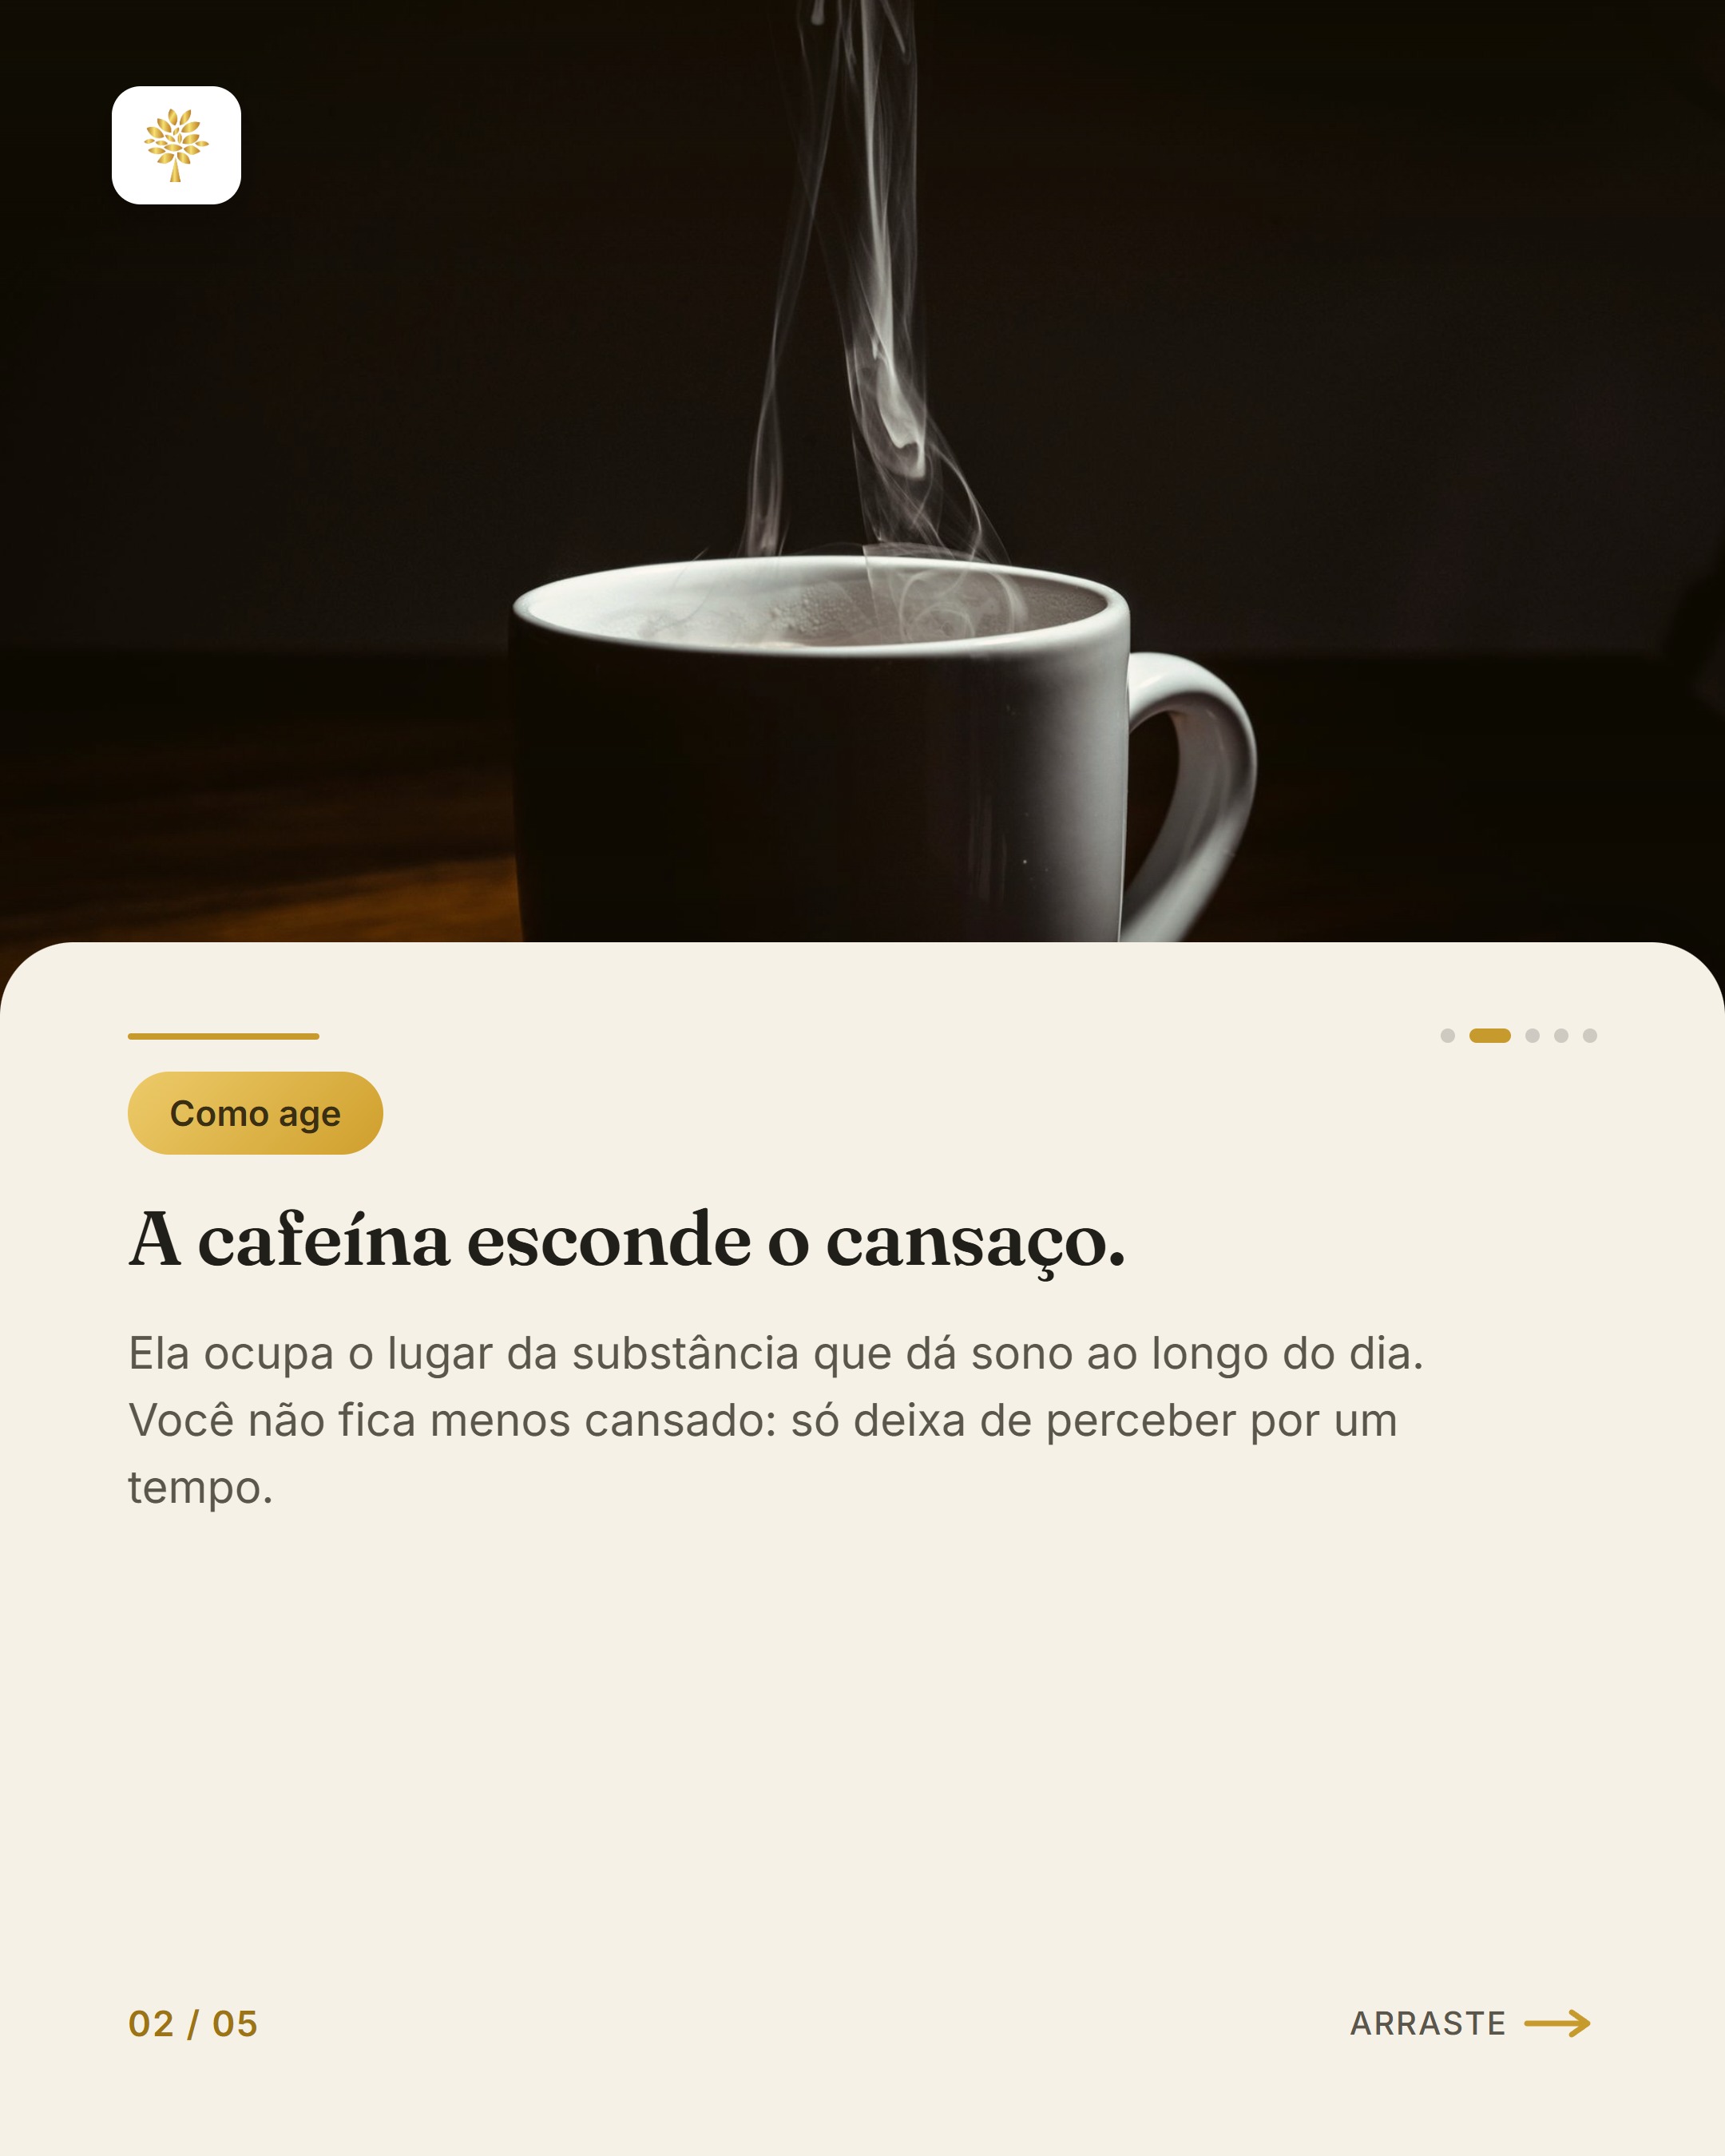 Como age
A cafeína esconde o cansaço.
Ela ocupa o lugar da substância que dá sono ao longo do dia.
Você não fica menos cansado: só deixa de perceber por um
tempo.
02 / 05
ARRASTE